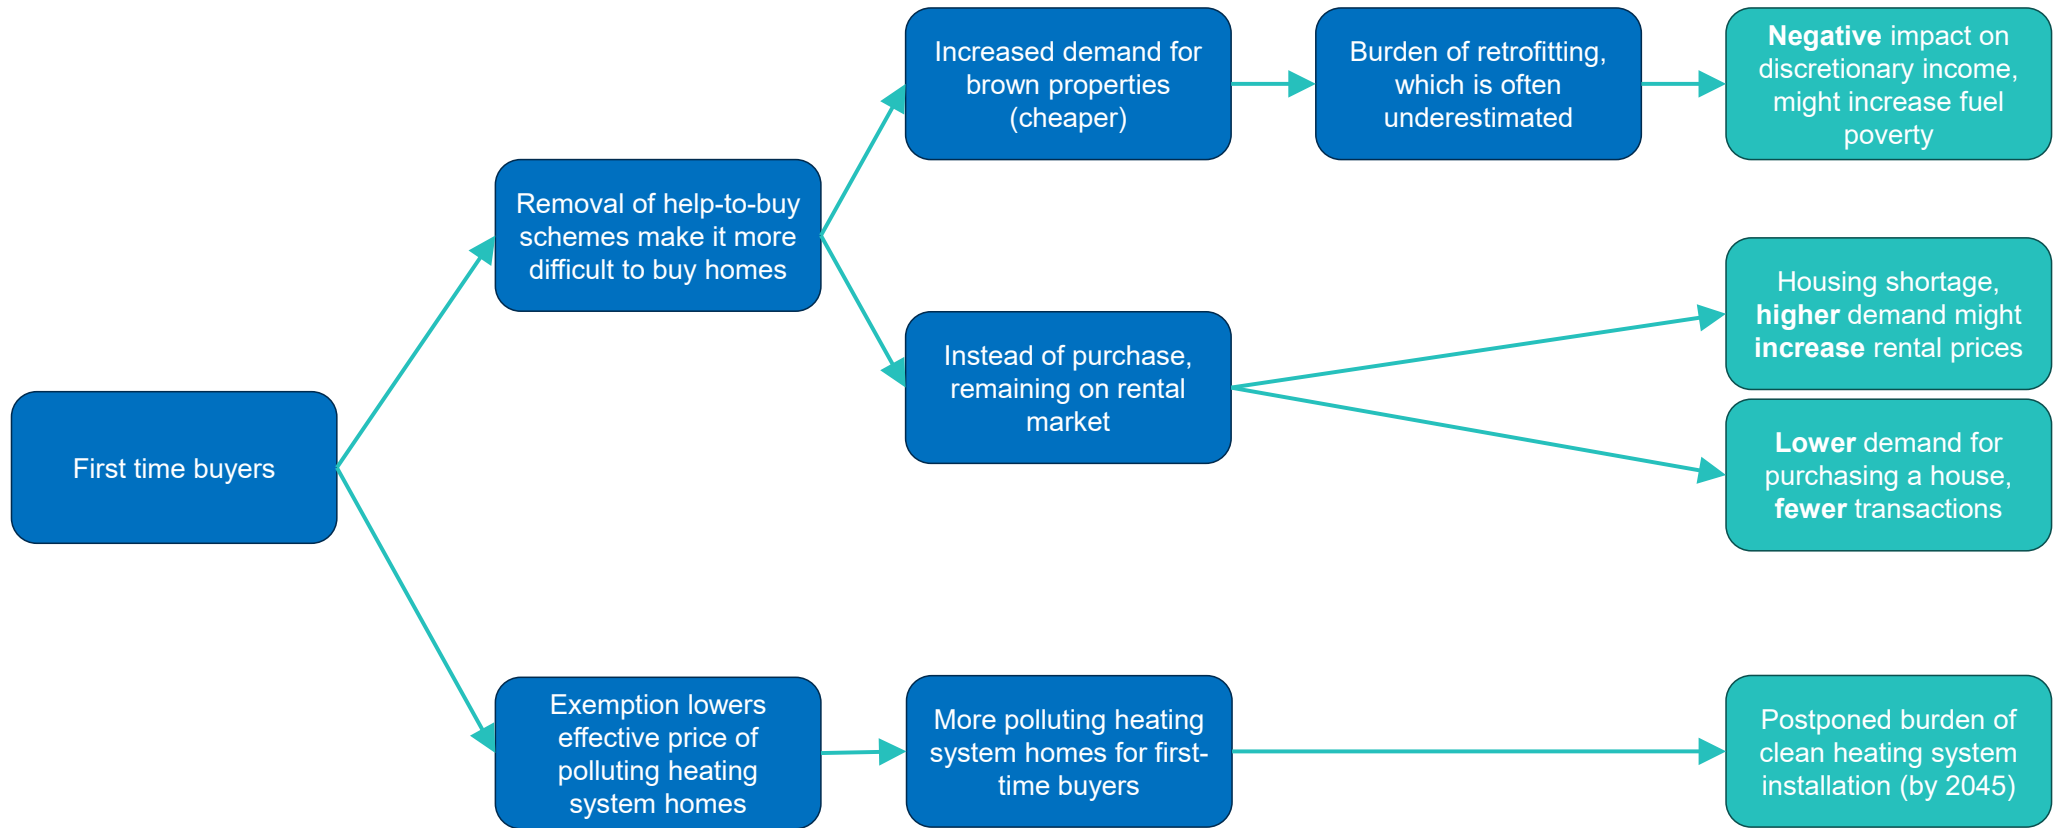 First time buyers
Removal of help-to-buy
schemes make it more
difficult to buy homes
Increased demand for
brown properties
(cheaper)
Burden of retrofitting,
which is often
underestimated
Negative impact on
discretionary income,
might increase fuel
poverty
Instead of purchase,
remaining on rental
market
Housing shortage,
higher demand might
increase rental prices
Lower demand for
purchasing a house,
fewer transactions
Exemption lowers
effective price of
polluting heating
system homes
More polluting heating
system homes for first-
time buyers
Postponed burden of
clean heating system
installation (by 2045)